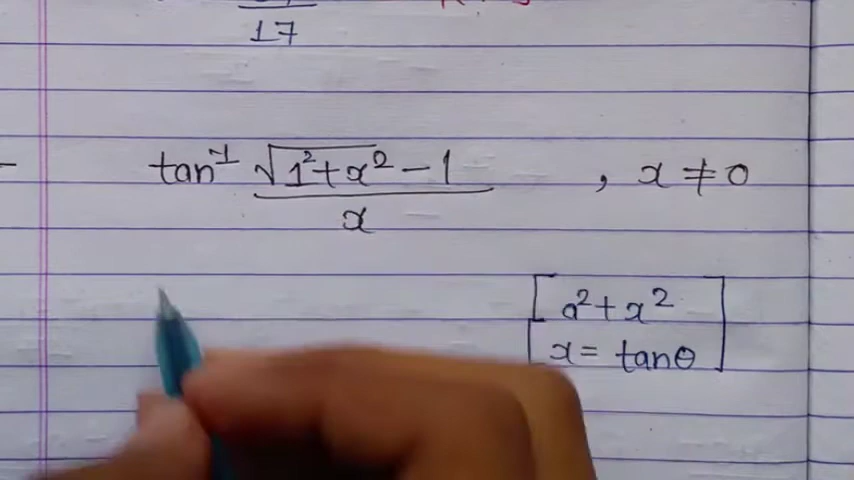 17
tan⁻¹ √1²+x² - 1 , x ≠ 0
x
a²+x²
x = tanθ